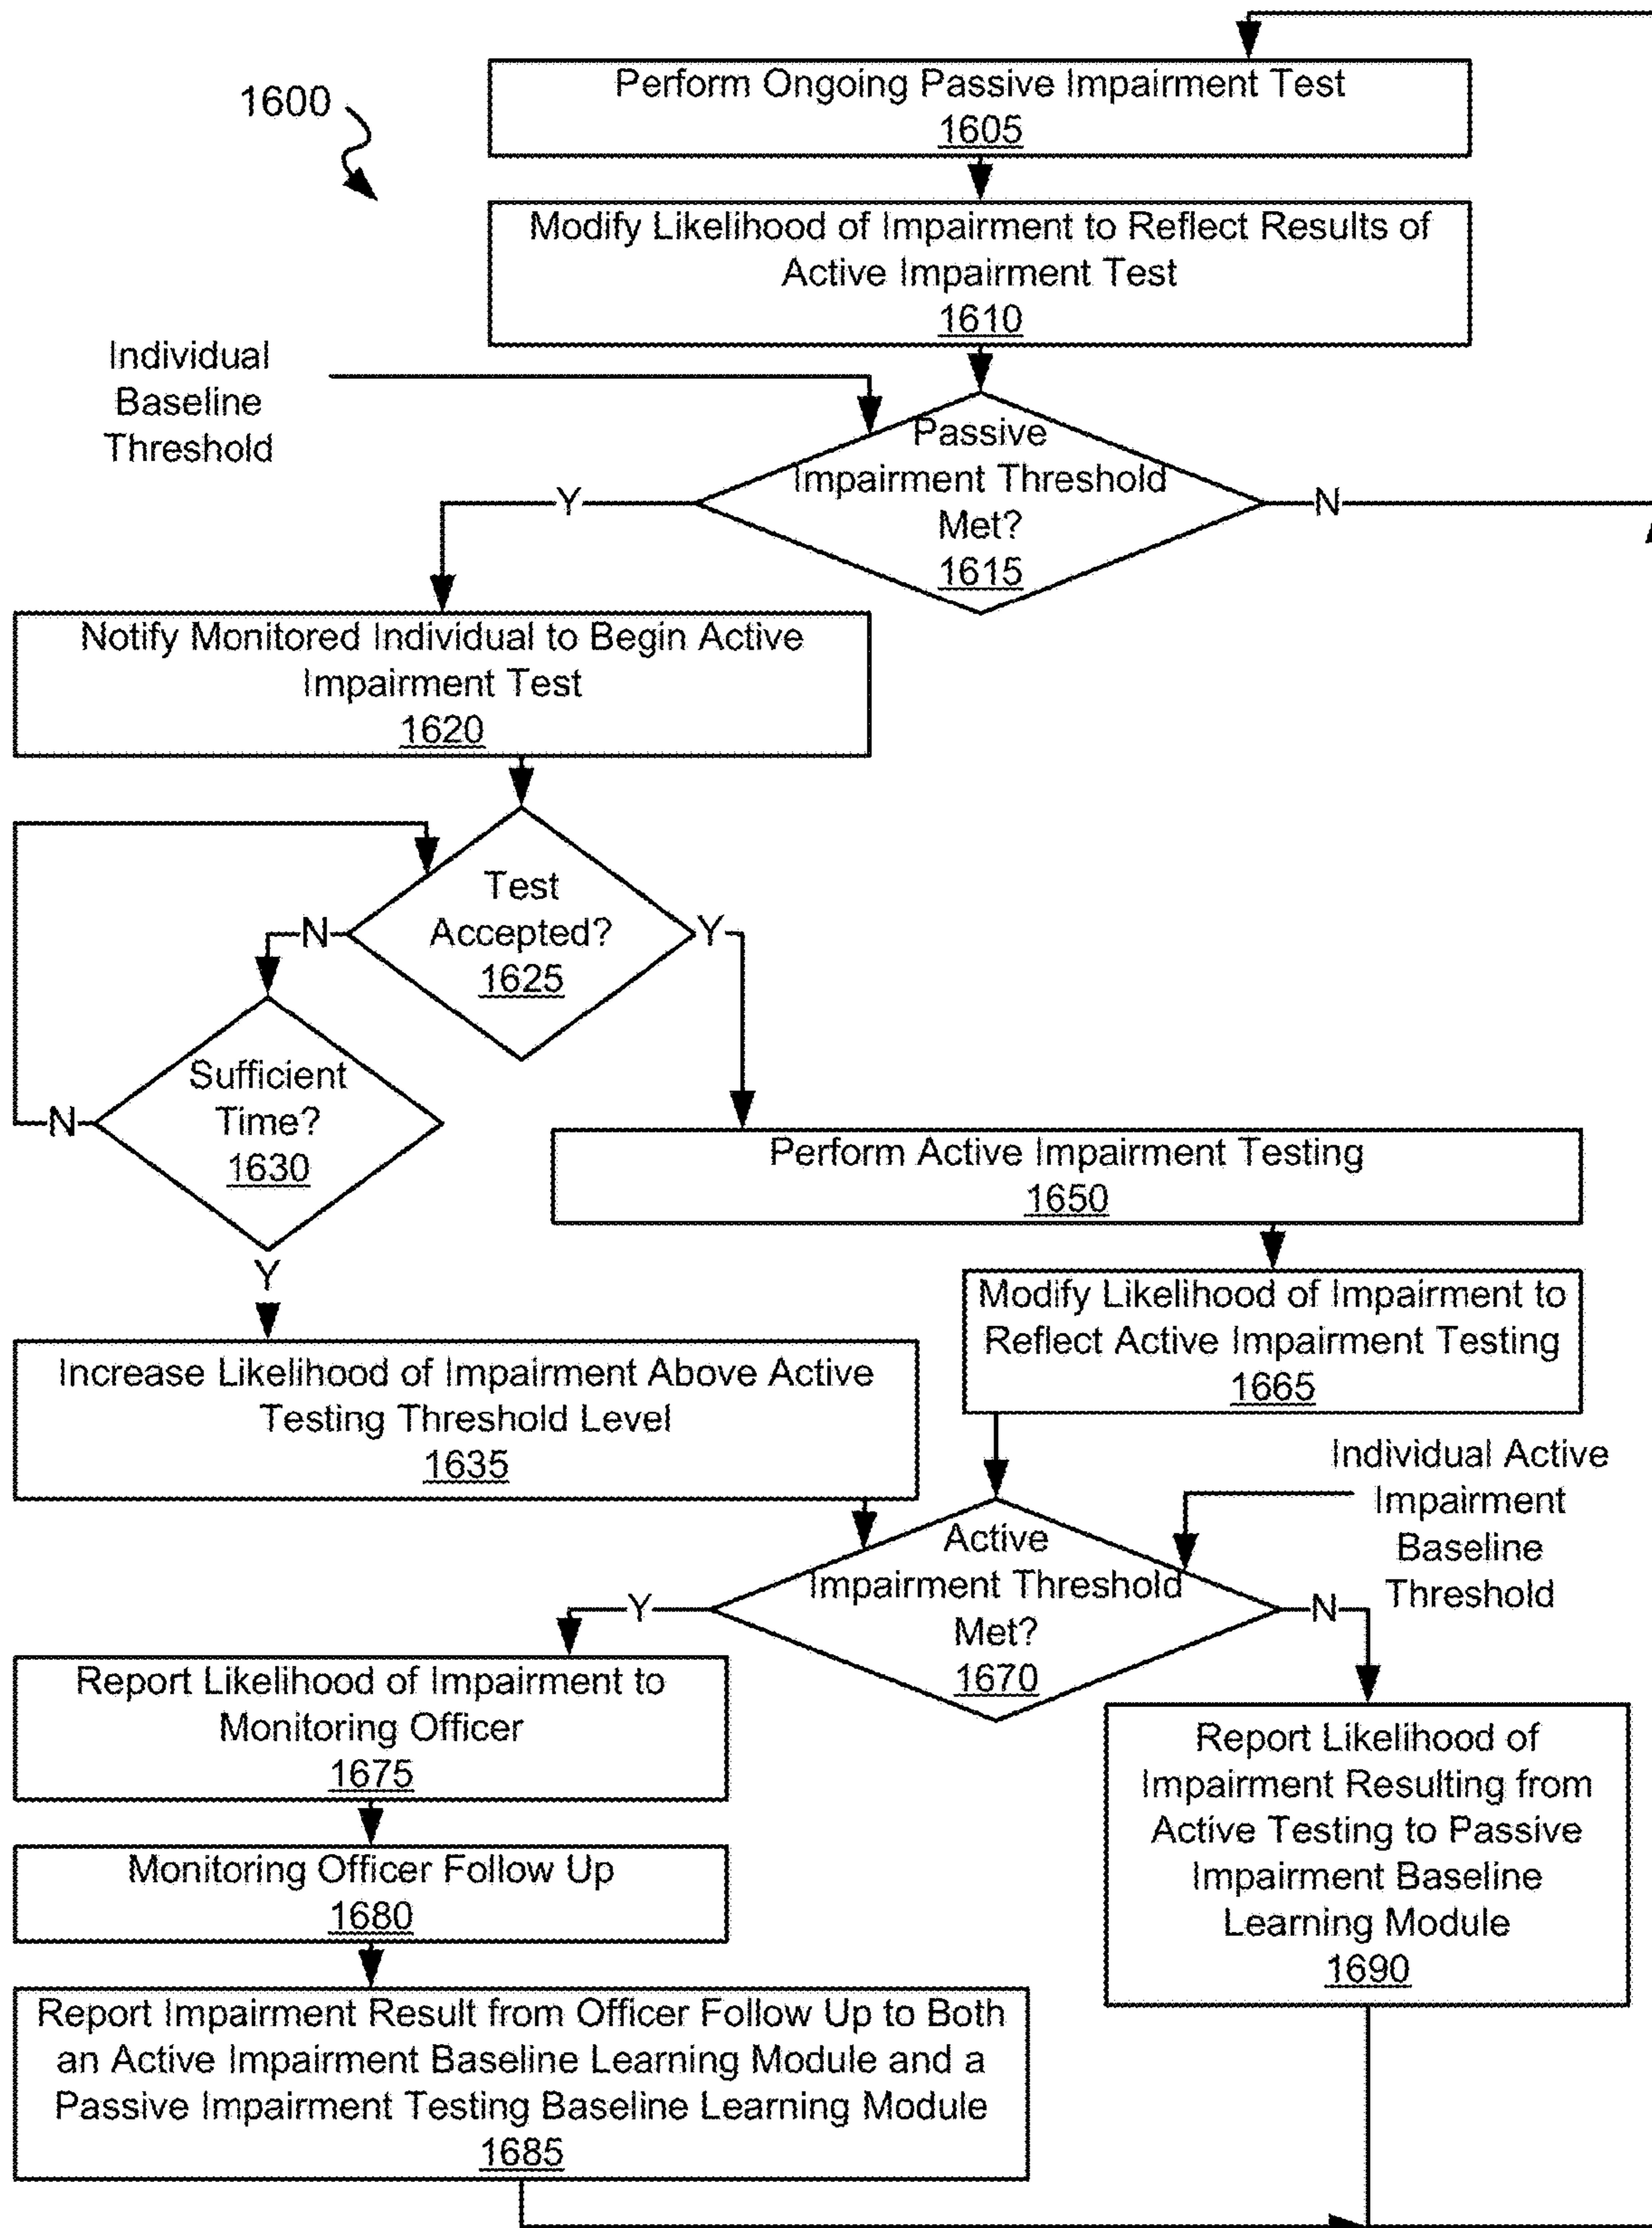 1600
Perform Ongoing Passive Impairment Test
1605
Modify Likelihood of Impairment to Reflect Results of
Active Impairment Test
1610
Individual
Baseline
Threshold
Passive
Impairment Threshold
Met?
1615
Y
N
Notify Monitored Individual to Begin Active
Impairment Test
1620
Test
Accepted?
1625
N
Y
Sufficient
Time?
1630
N
Y
Perform Active Impairment Testing
1650
Modify Likelihood of Impairment to
Reflect Active Impairment Testing
1665
Increase Likelihood of Impairment Above Active
Testing Threshold Level
1635
Individual Active
Impairment
Baseline
Threshold
Active
Impairment Threshold
Met?
1670
Y
N
Report Likelihood of Impairment to
Monitoring Officer
1675
Monitoring Officer Follow Up
1680
Report Impairment Result from Officer Follow Up to Both
an Active Impairment Baseline Learning Module and a
Passive Impairment Testing Baseline Learning Module
1685
Report Likelihood of
Impairment Resulting from
Active Testing to Passive
Impairment Baseline
Learning Module
1690